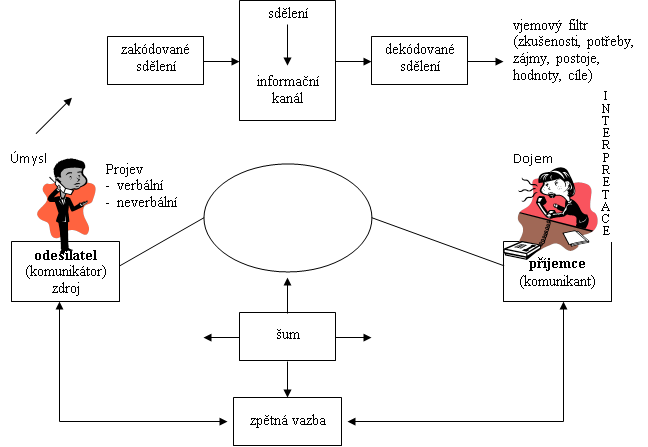 sdělení
informační
kanál
zakódované
sdělení
dekódované
sdělení
vjemový filtr
(zkušenosti, potřeby,
zájmy, postoje,
hodnoty, cíle)
INTERPRETACE
Úmysl
Projev
- verbální
- neverbální
Dojem
odesílatel
(komunikátor)
zdroj
příjemce
(komunikant)
šum
zpětná vazba